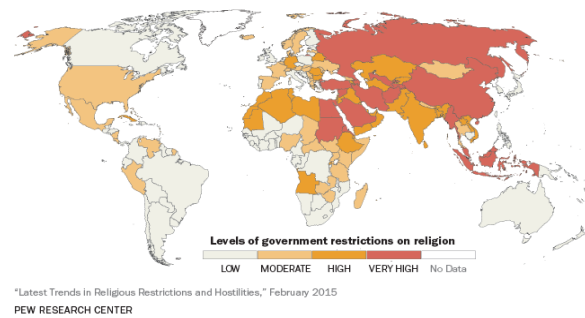 Levels of government restrictions on religion
LOW MODERATE HIGH VERY HIGH No Data
“Latest Trends in Religious Restrictions and Hostilities,” February 2015
PEW RESEARCH CENTER